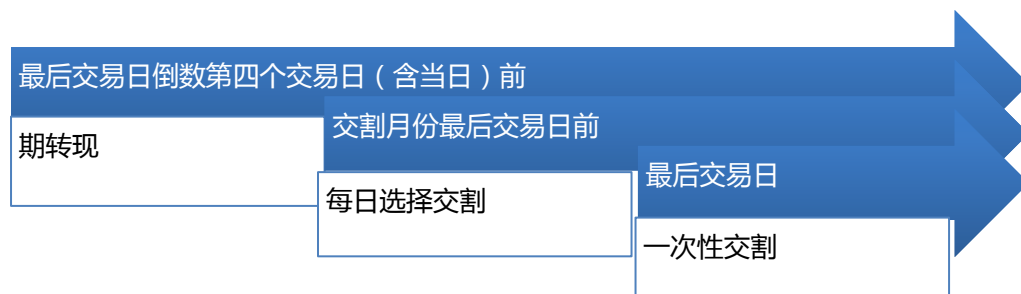 最后交易日倒数第四个交易日（含当日）前
期转现
交割月份最后交易日前
每日选择交割
最后交易日
一次性交割